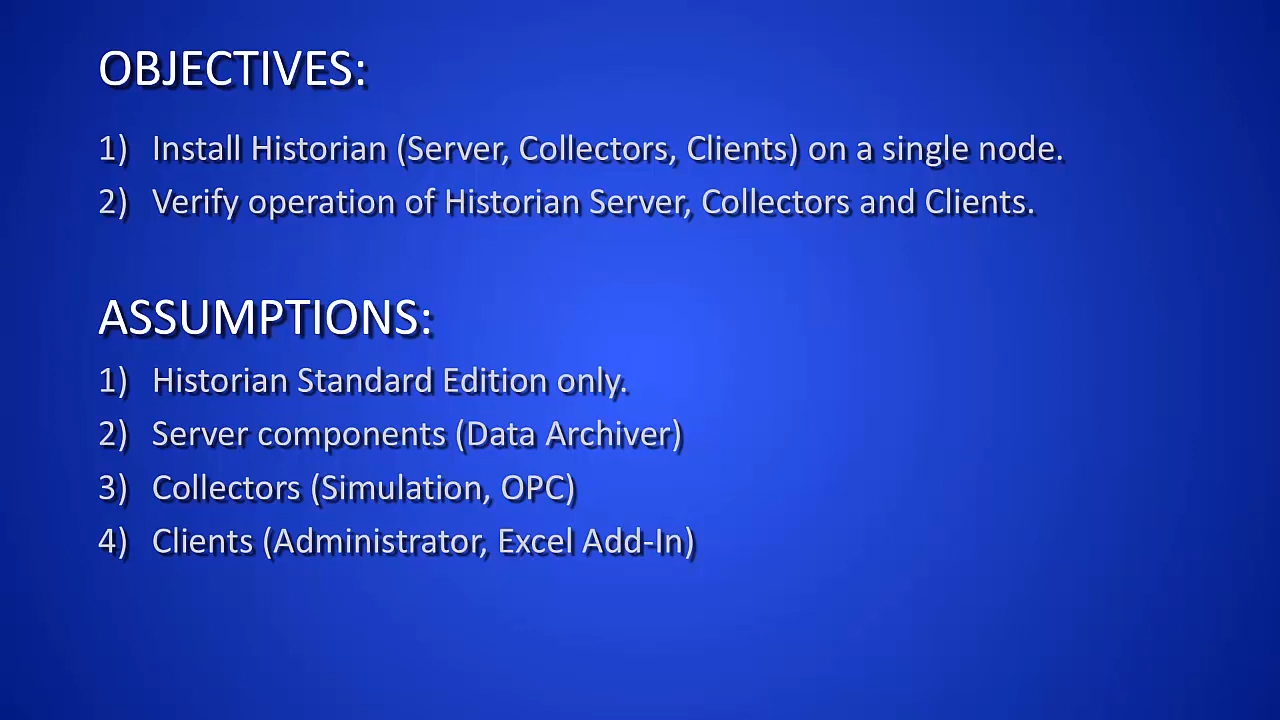 OBJECTIVES:
1) Install Historian (Server, Collectors, Clients) on a single node.
2) Verify operation of Historian Server, Collectors and Clients.
ASSUMPTIONS:
1) Historian Standard Edition only.
2) Server components (Data Archiver)
3) Collectors (Simulation, OPC)
4) Clients (Administrator, Excel Add-In)